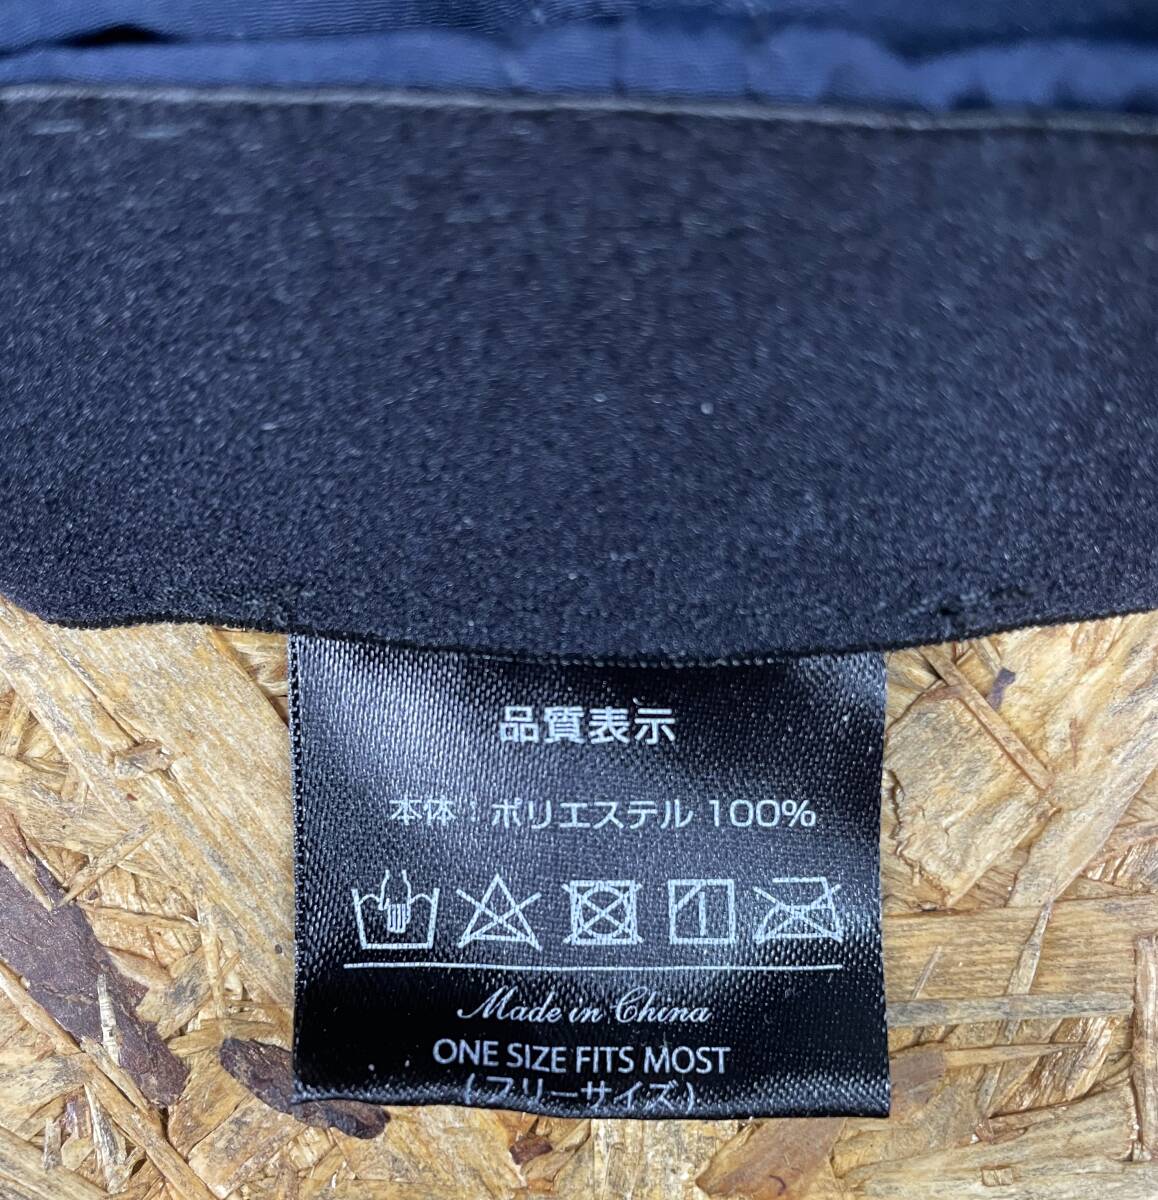 品質表示
本体：ポリエステル 100%
Made in China
ONE SIZE FITS MOST
(フリーサイズ)